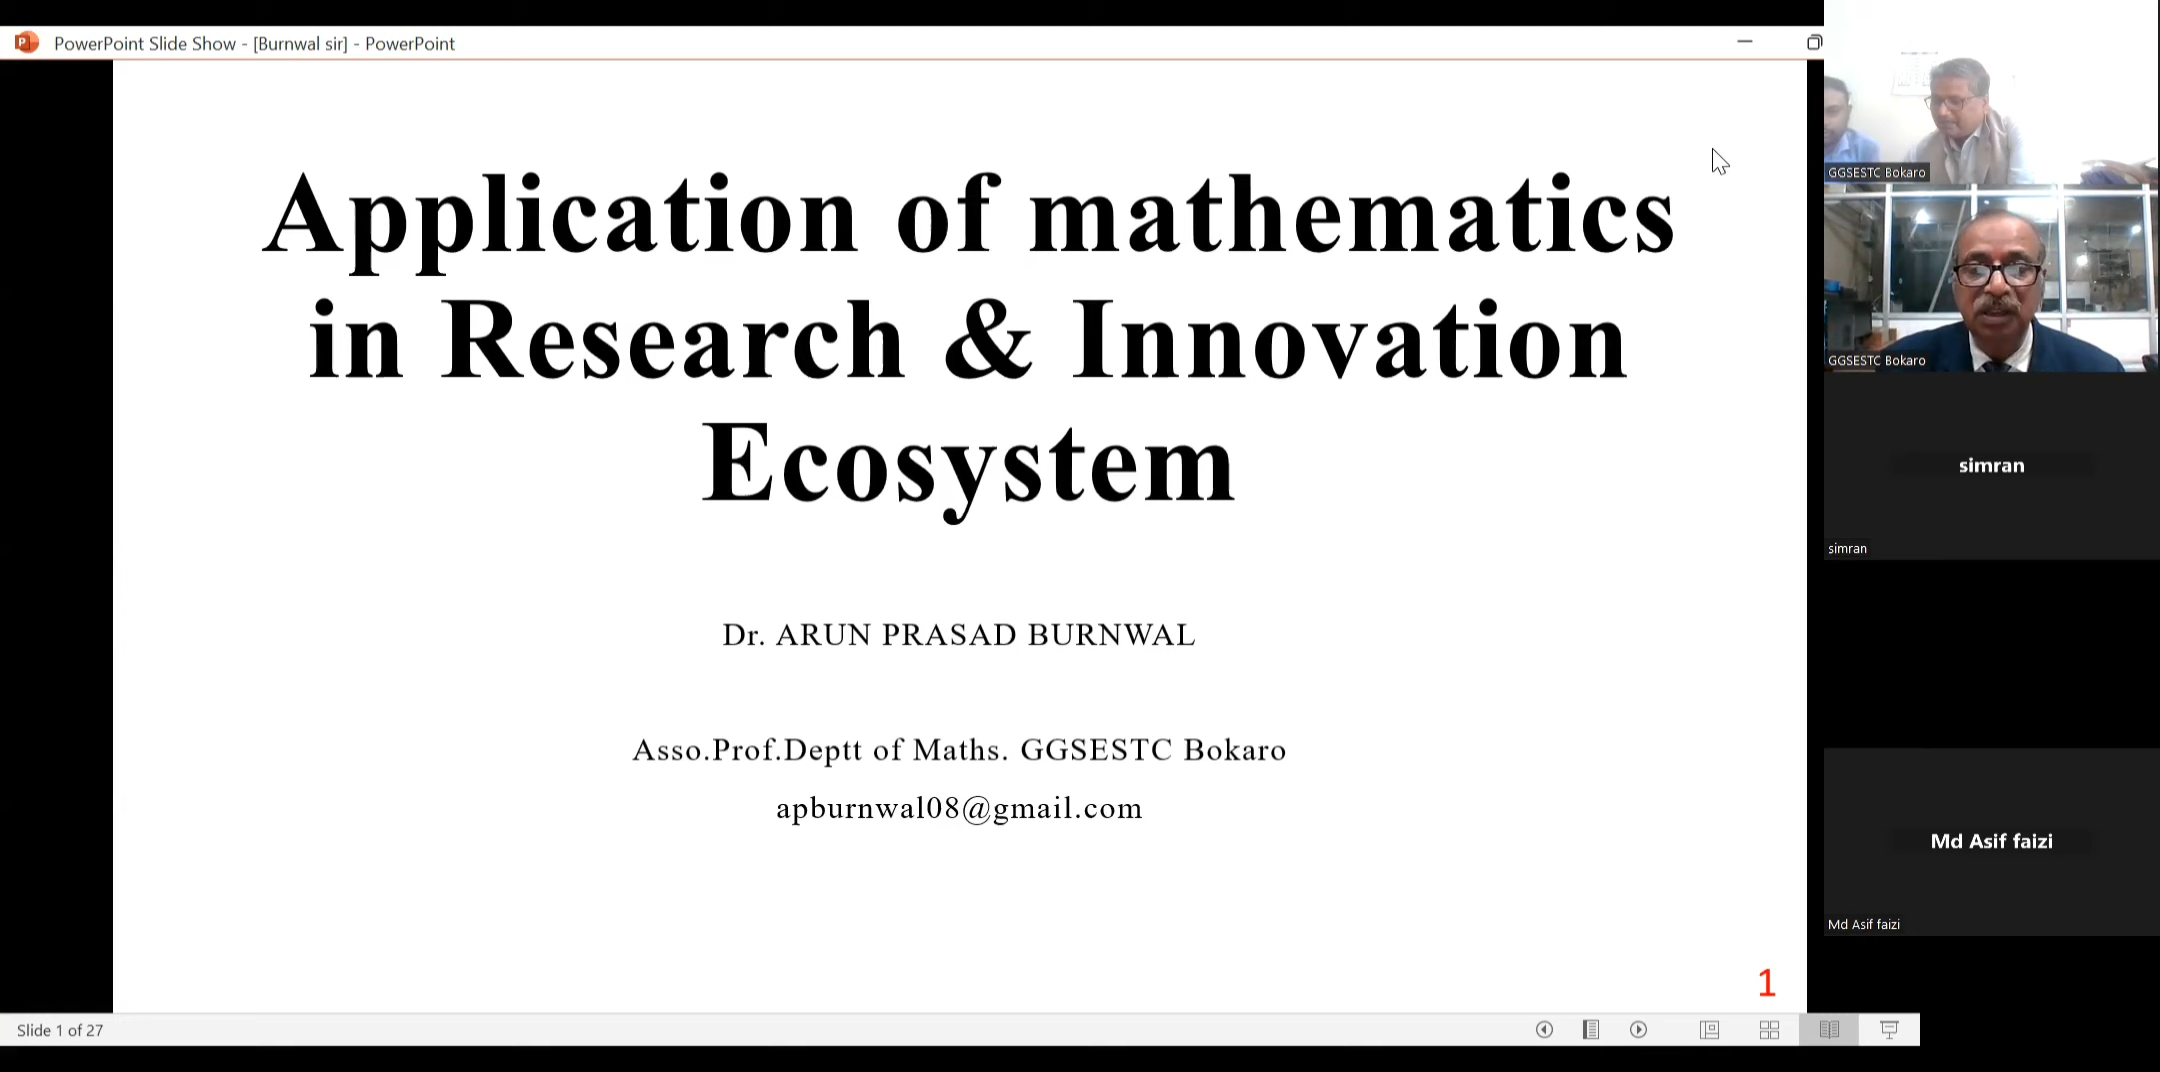 PowerPoint Slide Show - [Burnwal sir] - PowerPoint
Application of mathematics
in Research & Innovation
Ecosystem
Dr. ARUN PRASAD BURNWAL
Asso.Prof.Deptt of Maths. GGSESTC Bokaro
apburnwal08@gmail.com
1
Slide 1 of 27
GGSESTC Bokaro
GGSESTC Bokaro
simran
simran
Md Asif faizi
Md Asif faizi